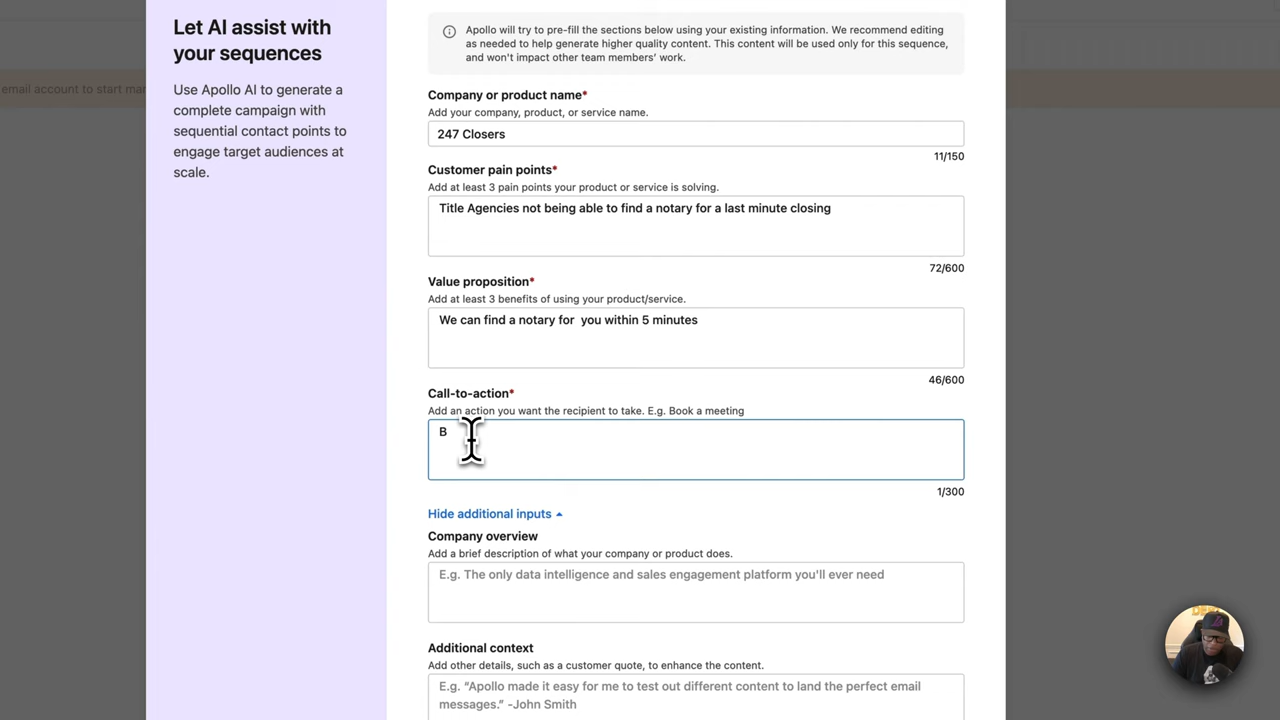 Let AI assist with
your sequences
Use Apollo AI to generate a
complete campaign with
sequential contact points to
engage target audiences at
scale.
email account to start mar
Apollo will try to pre-fill the sections below using your existing information. We recommend editing
as needed to help generate higher quality content. This content will be used only for this sequence,
and won't impact other team members' work.
Company or product name*
Add your company, product, or service name.
247 Closers
11/150
Customer pain points*
Add at least 3 pain points your product or service is solving.
Title Agencies not being able to find a notary for a last minute closing
72/600
Value proposition*
Add at least 3 benefits of using your product/service.
We can find a notary for  you within 5 minutes
46/600
Call-to-action*
Add an action you want the recipient to take. E.g. Book a meeting
B
1/300
Hide additional inputs
Company overview
Add a brief description of what your company or product does.
E.g. The only data intelligence and sales engagement platform you'll ever need
Additional context
Add other details, such as a customer quote, to enhance the content.
E.g. “Apollo made it easy for me to test out different content to land the perfect email
messages.” -John Smith